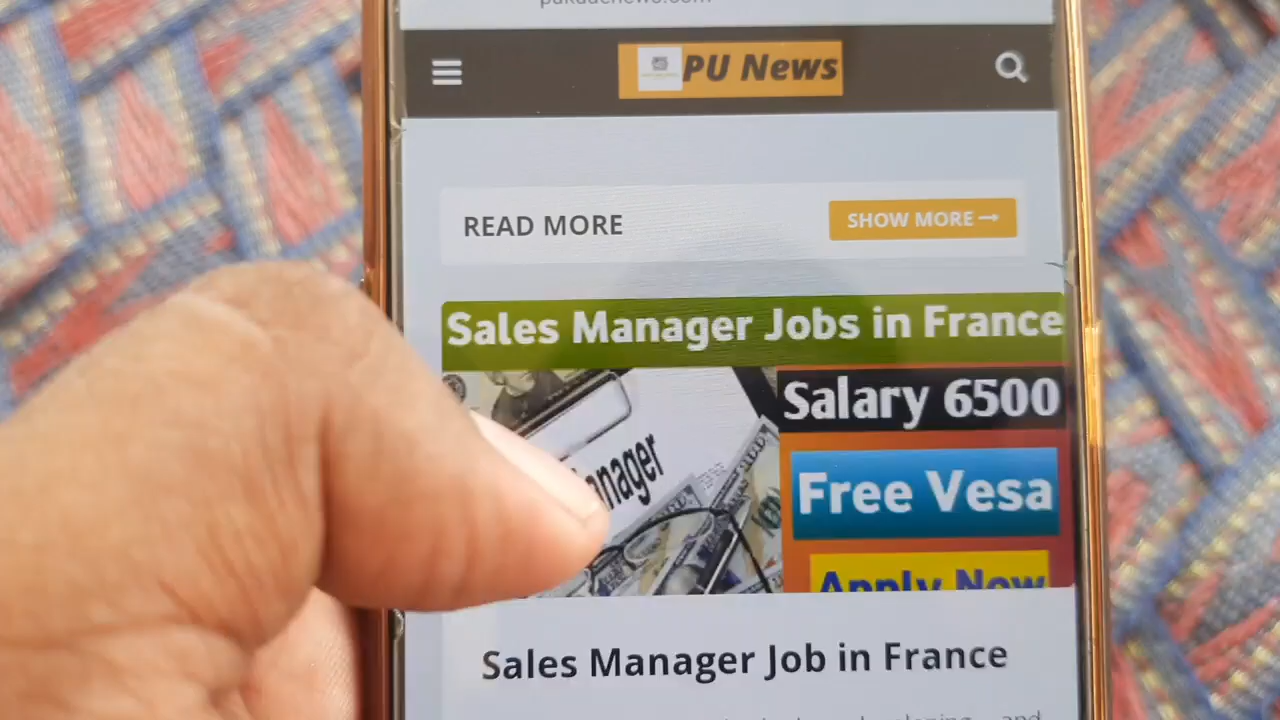 PU News
READ MORE
SHOW MORE →
Sales Manager Jobs in France
Salary 6500
Free Vesa
Apply Now
Sales Manager Job in France
and